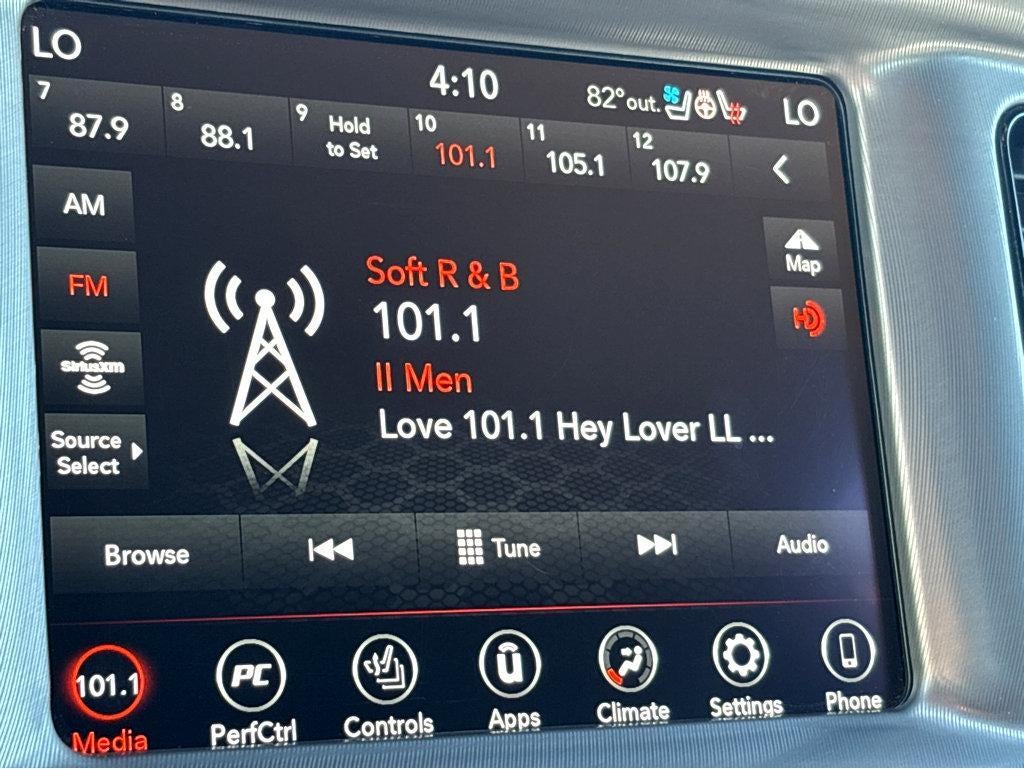 LO
4:10
82° out.
LO
7
87.9
8
88.1
9
Hold
to Set
10
101.1
11
105.1
12
107.9
AM
FM
SiriusXM
Source
Select
Soft R & B
101.1
II Men
Love 101.1 Hey Lover LL ...
Map
HD
Browse
Tune
Audio
101.1
Media
PC
PerfCtrl
Controls
û
Apps
Climate
Settings
Phone